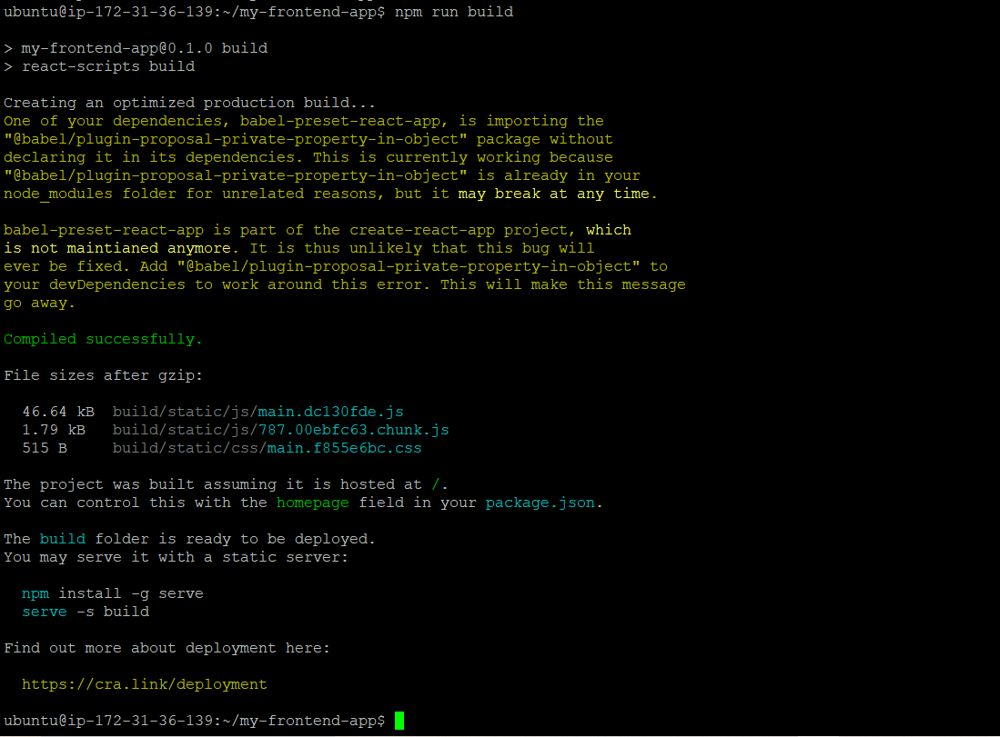 ubuntu@ip-172-31-36-139:~/my-frontend-app$ npm run build
> my-frontend-app@0.1.0 build
> react-scripts build
Creating an optimized production build...
One of your dependencies, babel-preset-react-app, is importing the
"@babel/plugin-proposal-private-property-in-object" package without
declaring it in its dependencies. This is currently working because
"@babel/plugin-proposal-private-property-in-object" is already in your
node_modules folder for unrelated reasons, but it may break at any time.
babel-preset-react-app is part of the create-react-app project, which
is not maintianed anymore. It is thus unlikely that this bug will
ever be fixed. Add "@babel/plugin-proposal-private-property-in-object" to
your devDependencies to work around this error. This will make this message
go away.
Compiled successfully.
File sizes after gzip:
46.64 kB  build/static/js/main.dc130fde.js
1.79 kB   build/static/js/787.00ebfc63.chunk.js
515 B     build/static/css/main.f855e6bc.css
The project was built assuming it is hosted at /.
You can control this with the homepage field in your package.json.
The build folder is ready to be deployed.
You may serve it with a static server:
npm install -g serve
serve -s build
Find out more about deployment here:
https://cra.link/deployment
ubuntu@ip-172-31-36-139:~/my-frontend-app$